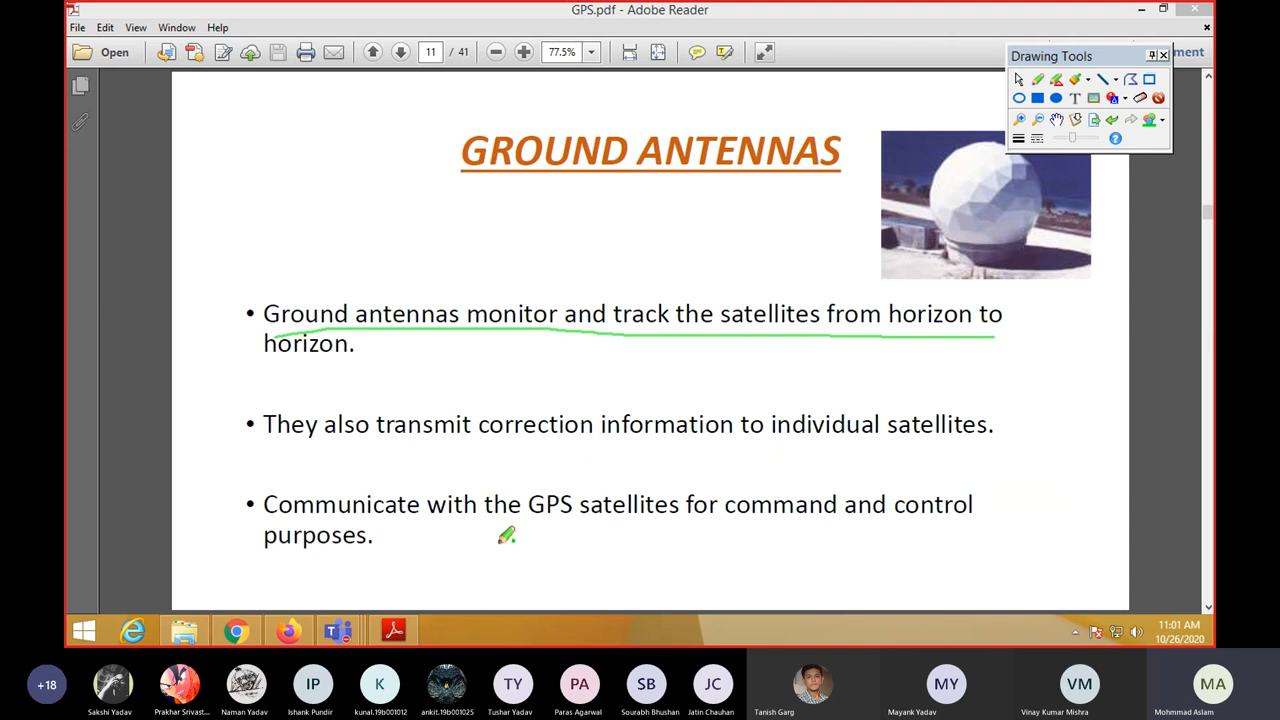 GPS.pdf - Adobe Reader
File Edit View Window Help
Open 11 / 41 77.5% ment
Drawing Tools
GROUND ANTENNAS
• Ground antennas monitor and track the satellites from horizon to
horizon.
• They also transmit correction information to individual satellites.
• Communicate with the GPS satellites for command and control
purposes.
11:01 AM
10/26/2020
+18 IP K TY PA SB JC MY VM MA
Sakshi Yadav Prakhar Srivast... Naman Yadav Ishank Pundir kunal.19b001012 ankit.19b001025 Tushar Yadav Paras Agarwal Sourabh Bhushan Jatin Chauhan Tanish Garg Mayank Yadav Vinay Kumar Mishra Mohmmad Aslam